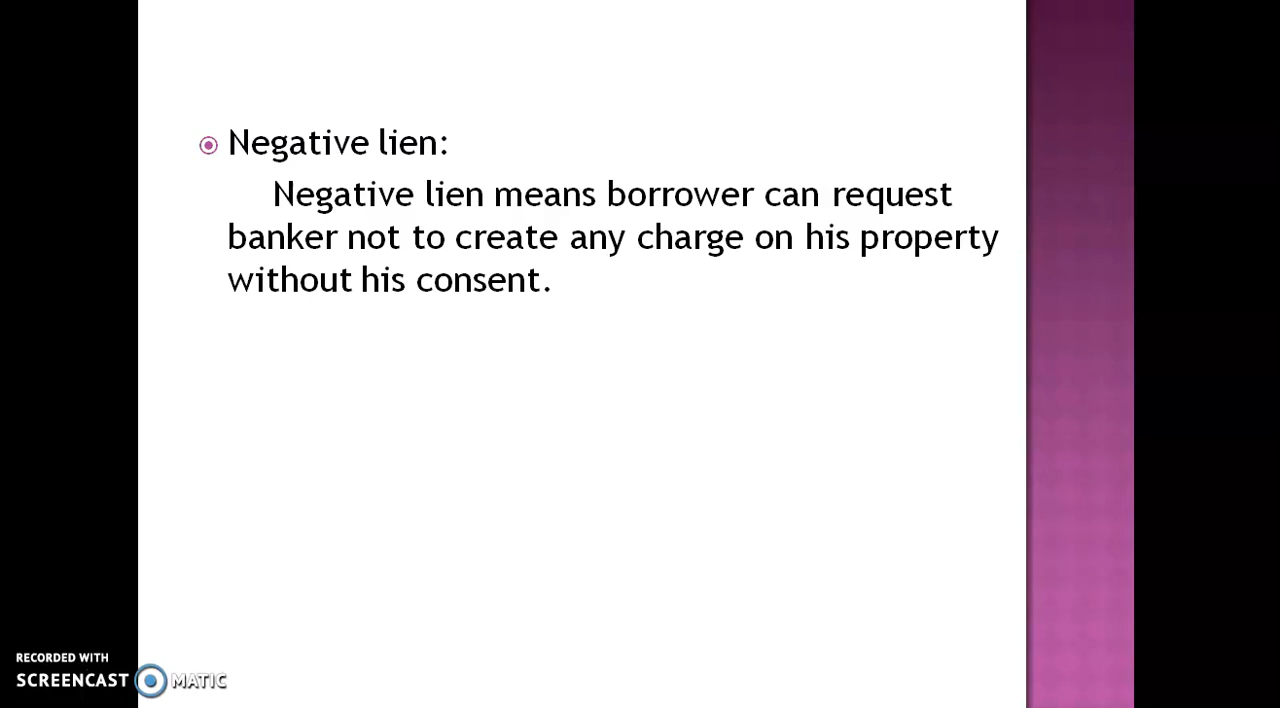 Negative lien:
Negative lien means borrower can request
banker not to create any charge on his property
without his consent.
RECORDED WITH
SCREENCAST MATIC